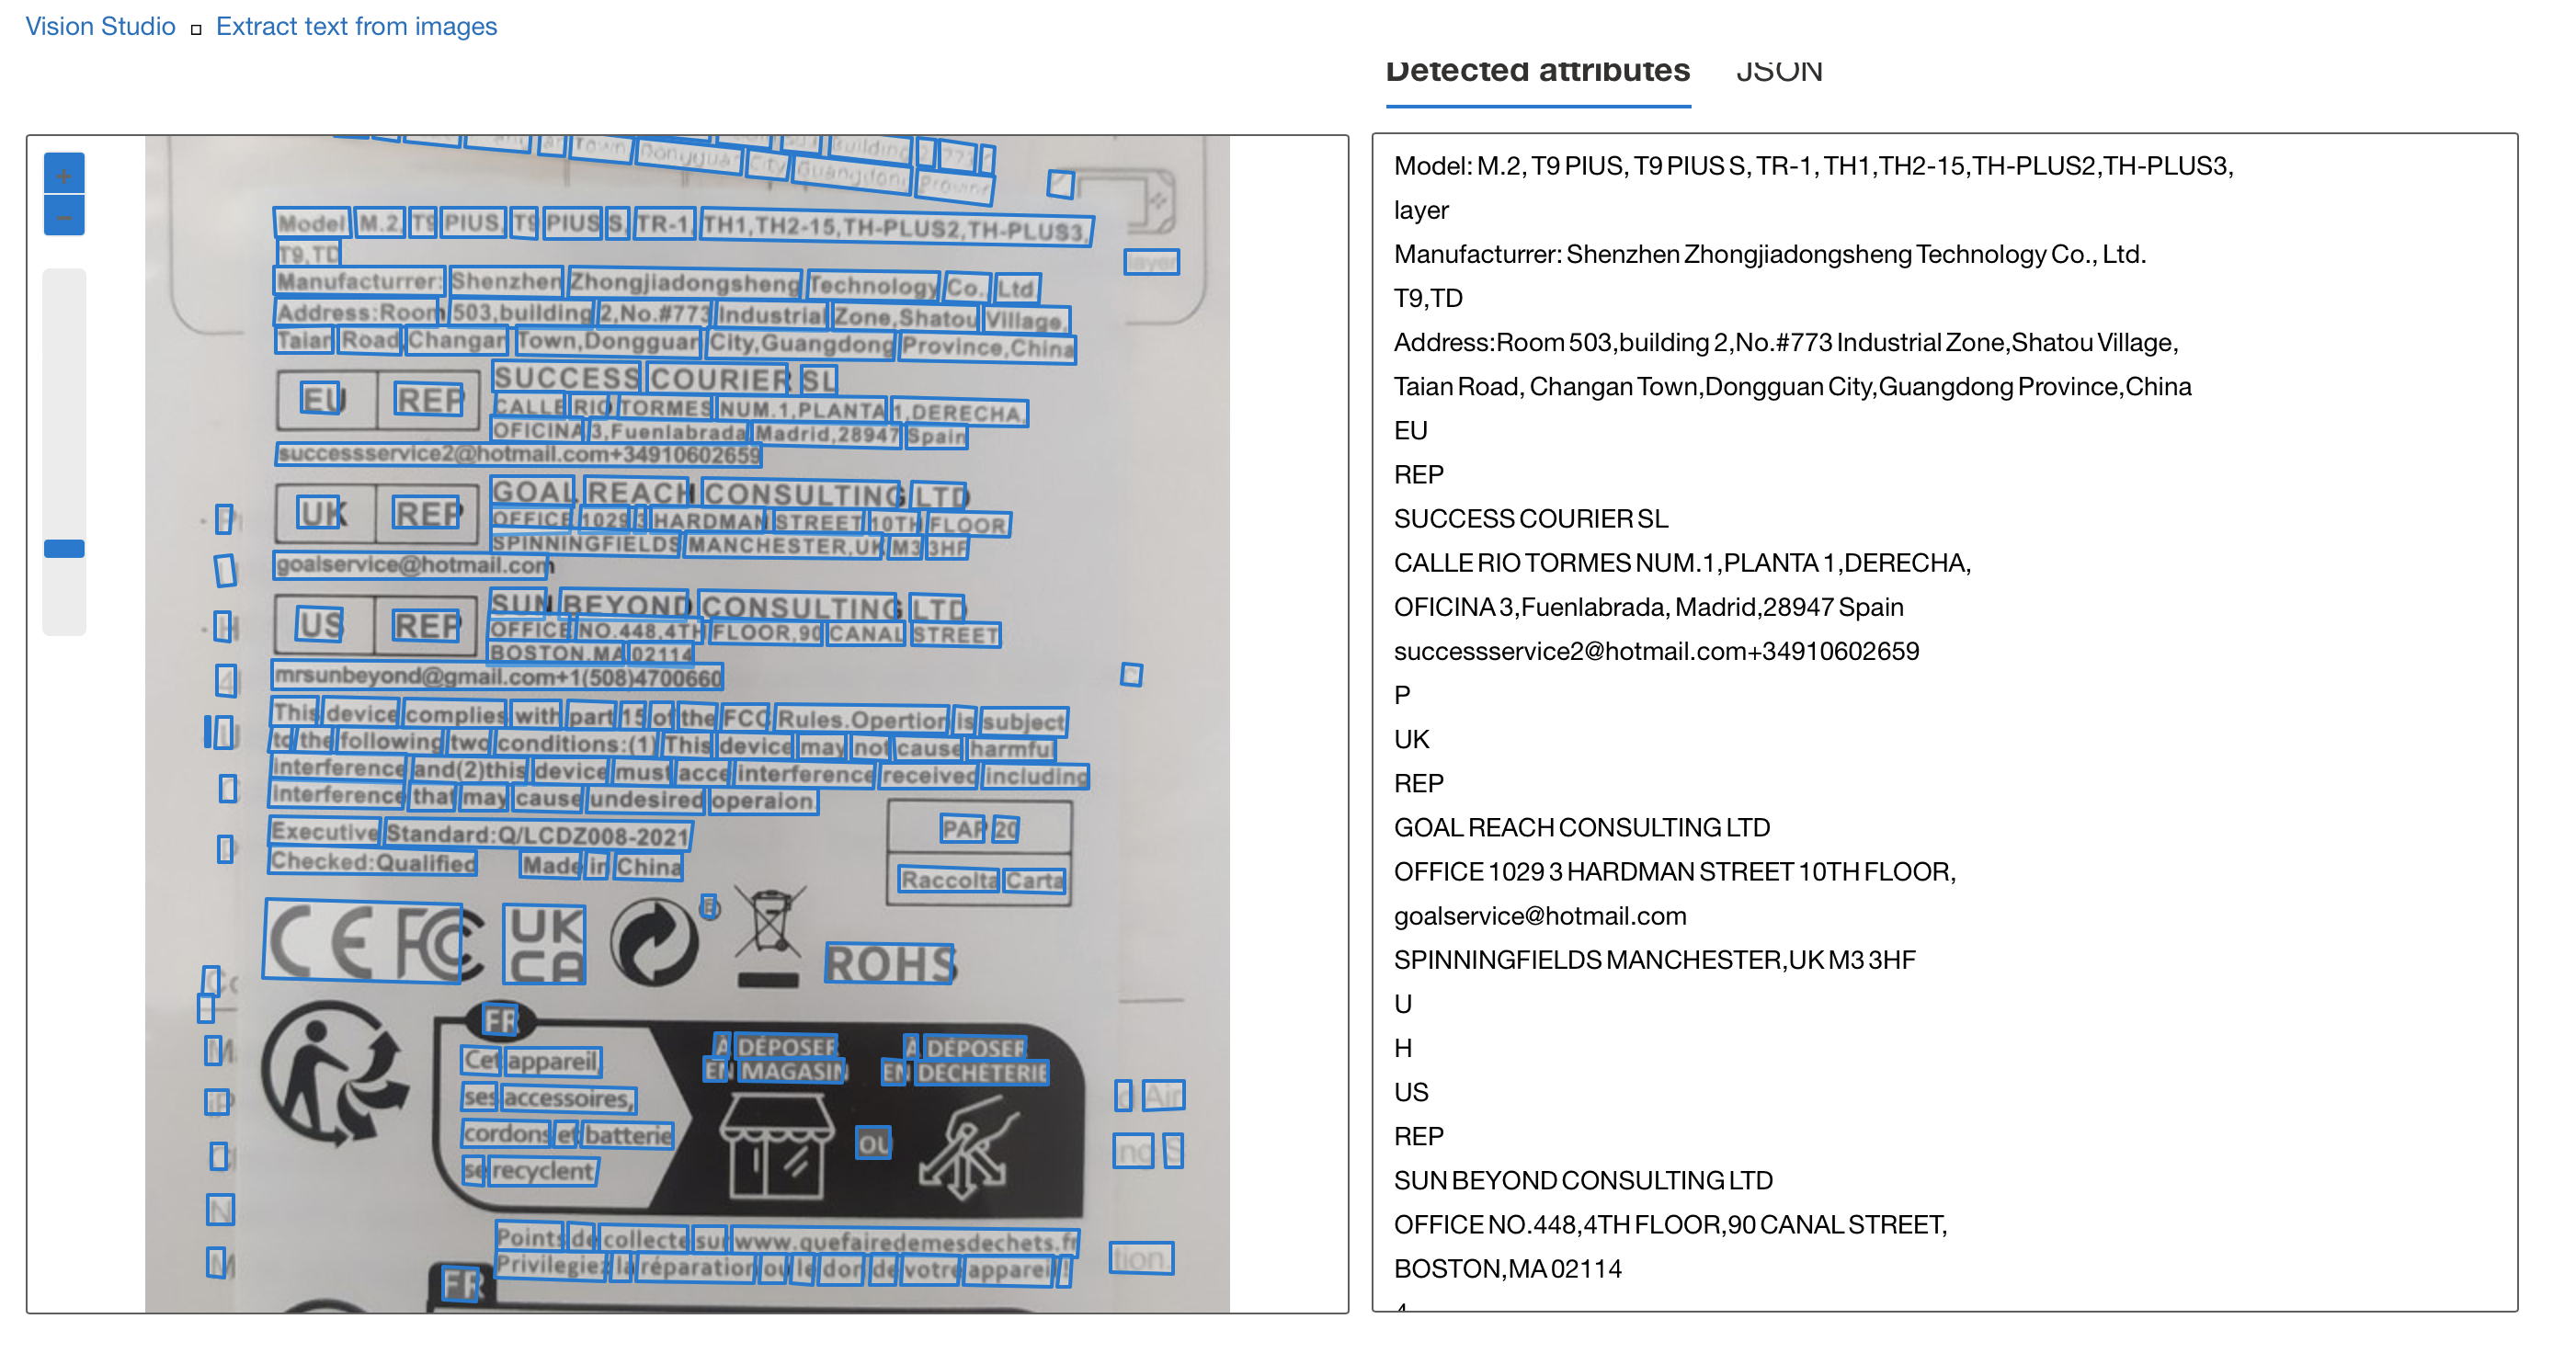 Vision Studio
Extract text from images
Detected attributes JSON
Town Dongguan City Guangdong Building 773
Model M.2, T9 PIUS, T9 PIUS S, TR-1, TH1,TH2-15,TH-PLUS2,TH-PLUS3,
T9,TD
layer
Manufacturrer: Shenzhen Zhongjiadongsheng Technology Co., Ltd.
Address:Room 503,building 2,No.#773 Industrial Zone,Shatou Village,
Taian Road, Changan Town,Dongguan City,Guangdong Province,China
EU REP
SUCCESS COURIER SL
CALLE RIO TORMES NUM.1,PLANTA 1,DERECHA,
OFICINA 3,Fuenlabrada, Madrid,28947 Spain
successservice2@hotmail.com+34910602659
UK REP
GOAL REACH CONSULTING LTD
OFFICE 1029 3 HARDMAN STREET 10TH FLOOR,
SPINNINGFIELDS MANCHESTER,UK M3 3HF
goalservice@hotmail.com
US REP
SUN BEYOND CONSULTING LTD
OFFICE NO.448,4TH FLOOR,90 CANAL STREET,
BOSTON,MA 02114
mrsunbeyond@gmail.com+1(508)4700660
This device complies with part 15 of the FCC Rules.Opertion is subject
to the following two conditions:(1) This device may not cause harmful
interference and(2)this device must acce interference received including
interference that may cause undesired operaion.
Executive Standard:Q/LCDZ008-2021
Checked:Qualified Made in China
PAP 20
Raccolta Carta
CE FC UK CA ROHS
FR
Cet appareil,
ses accessoires,
cordons et batterie
se recyclent
À DÉPOSER
EN MAGASIN
OU
À DÉPOSER
EN DÉCHÈTERIE
d Air
ng S
tion.
Points de collecte sur www.quefairedemesdechets.fr
Privilegiez la réparation ou le don de votre appareil !
FR
Model: M.2, T9 PIUS, T9 PIUS S, TR-1, TH1,TH2-15,TH-PLUS2,TH-PLUS3,
layer
Manufacturrer: Shenzhen Zhongjiadongsheng Technology Co., Ltd.
T9,TD
Address:Room 503,building 2,No.#773 Industrial Zone,Shatou Village,
Taian Road, Changan Town,Dongguan City,Guangdong Province,China
EU
REP
SUCCESS COURIER SL
CALLE RIO TORMES NUM.1,PLANTA 1,DERECHA,
OFICINA 3,Fuenlabrada, Madrid,28947 Spain
successservice2@hotmail.com+34910602659
P
UK
REP
GOAL REACH CONSULTING LTD
OFFICE 1029 3 HARDMAN STREET 10TH FLOOR,
goalservice@hotmail.com
SPINNINGFIELDS MANCHESTER,UK M3 3HF
U
H
US
REP
SUN BEYOND CONSULTING LTD
OFFICE NO.448,4TH FLOOR,90 CANAL STREET,
BOSTON,MA 02114
4